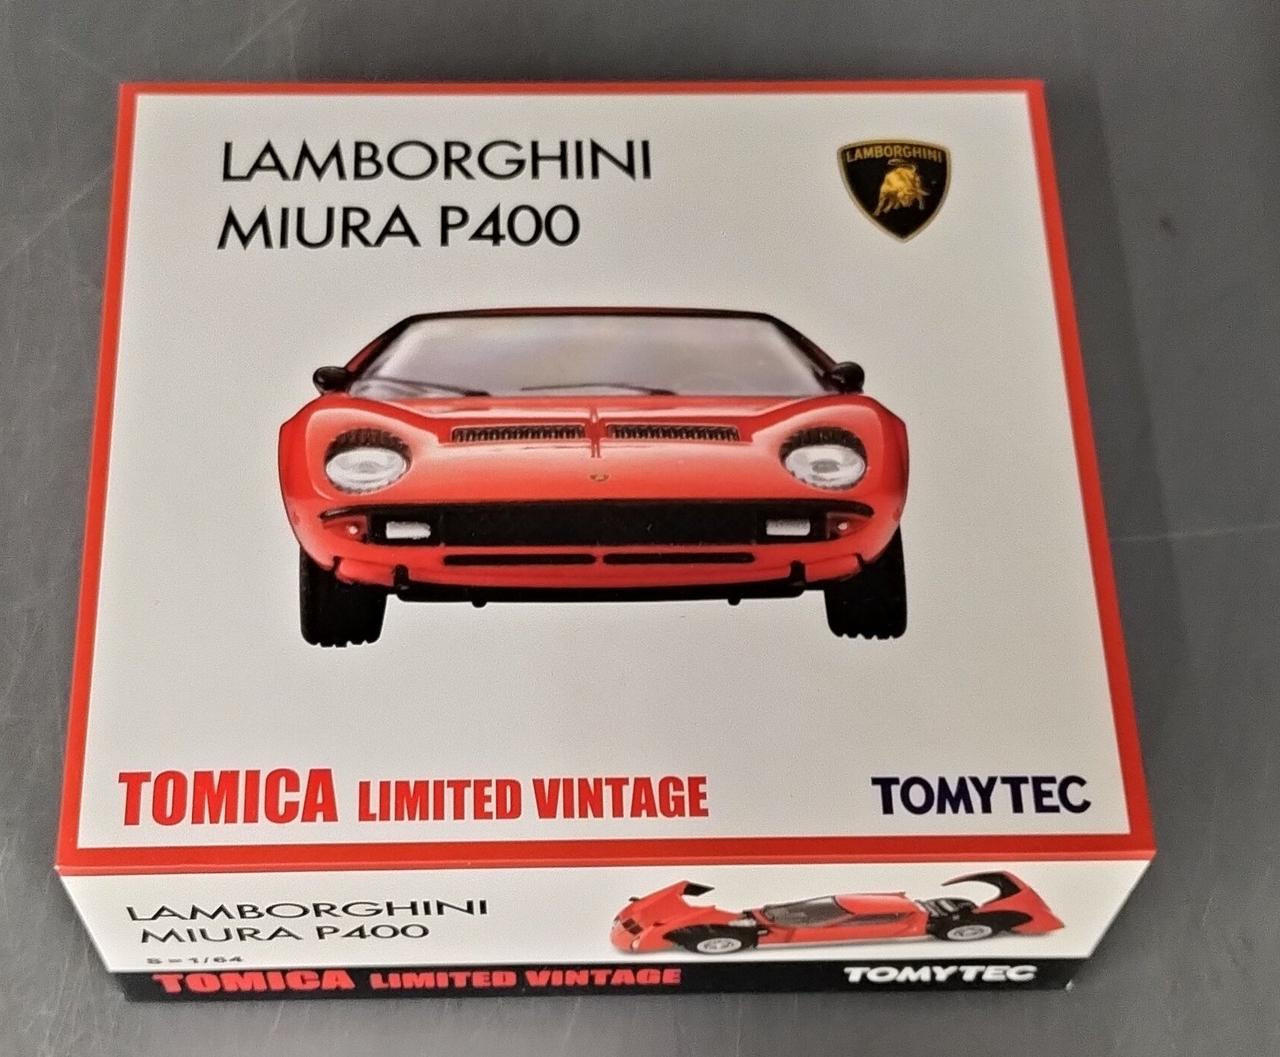 LAMBORGHINI
MIURA P400
LAMBORGHINI
TOMICA LIMITED VINTAGE
TOMYTEC
LAMBORGHINI
MIURA P400
S=1/64
TOMICA LIMITED VINTAGE
TOMYTEC